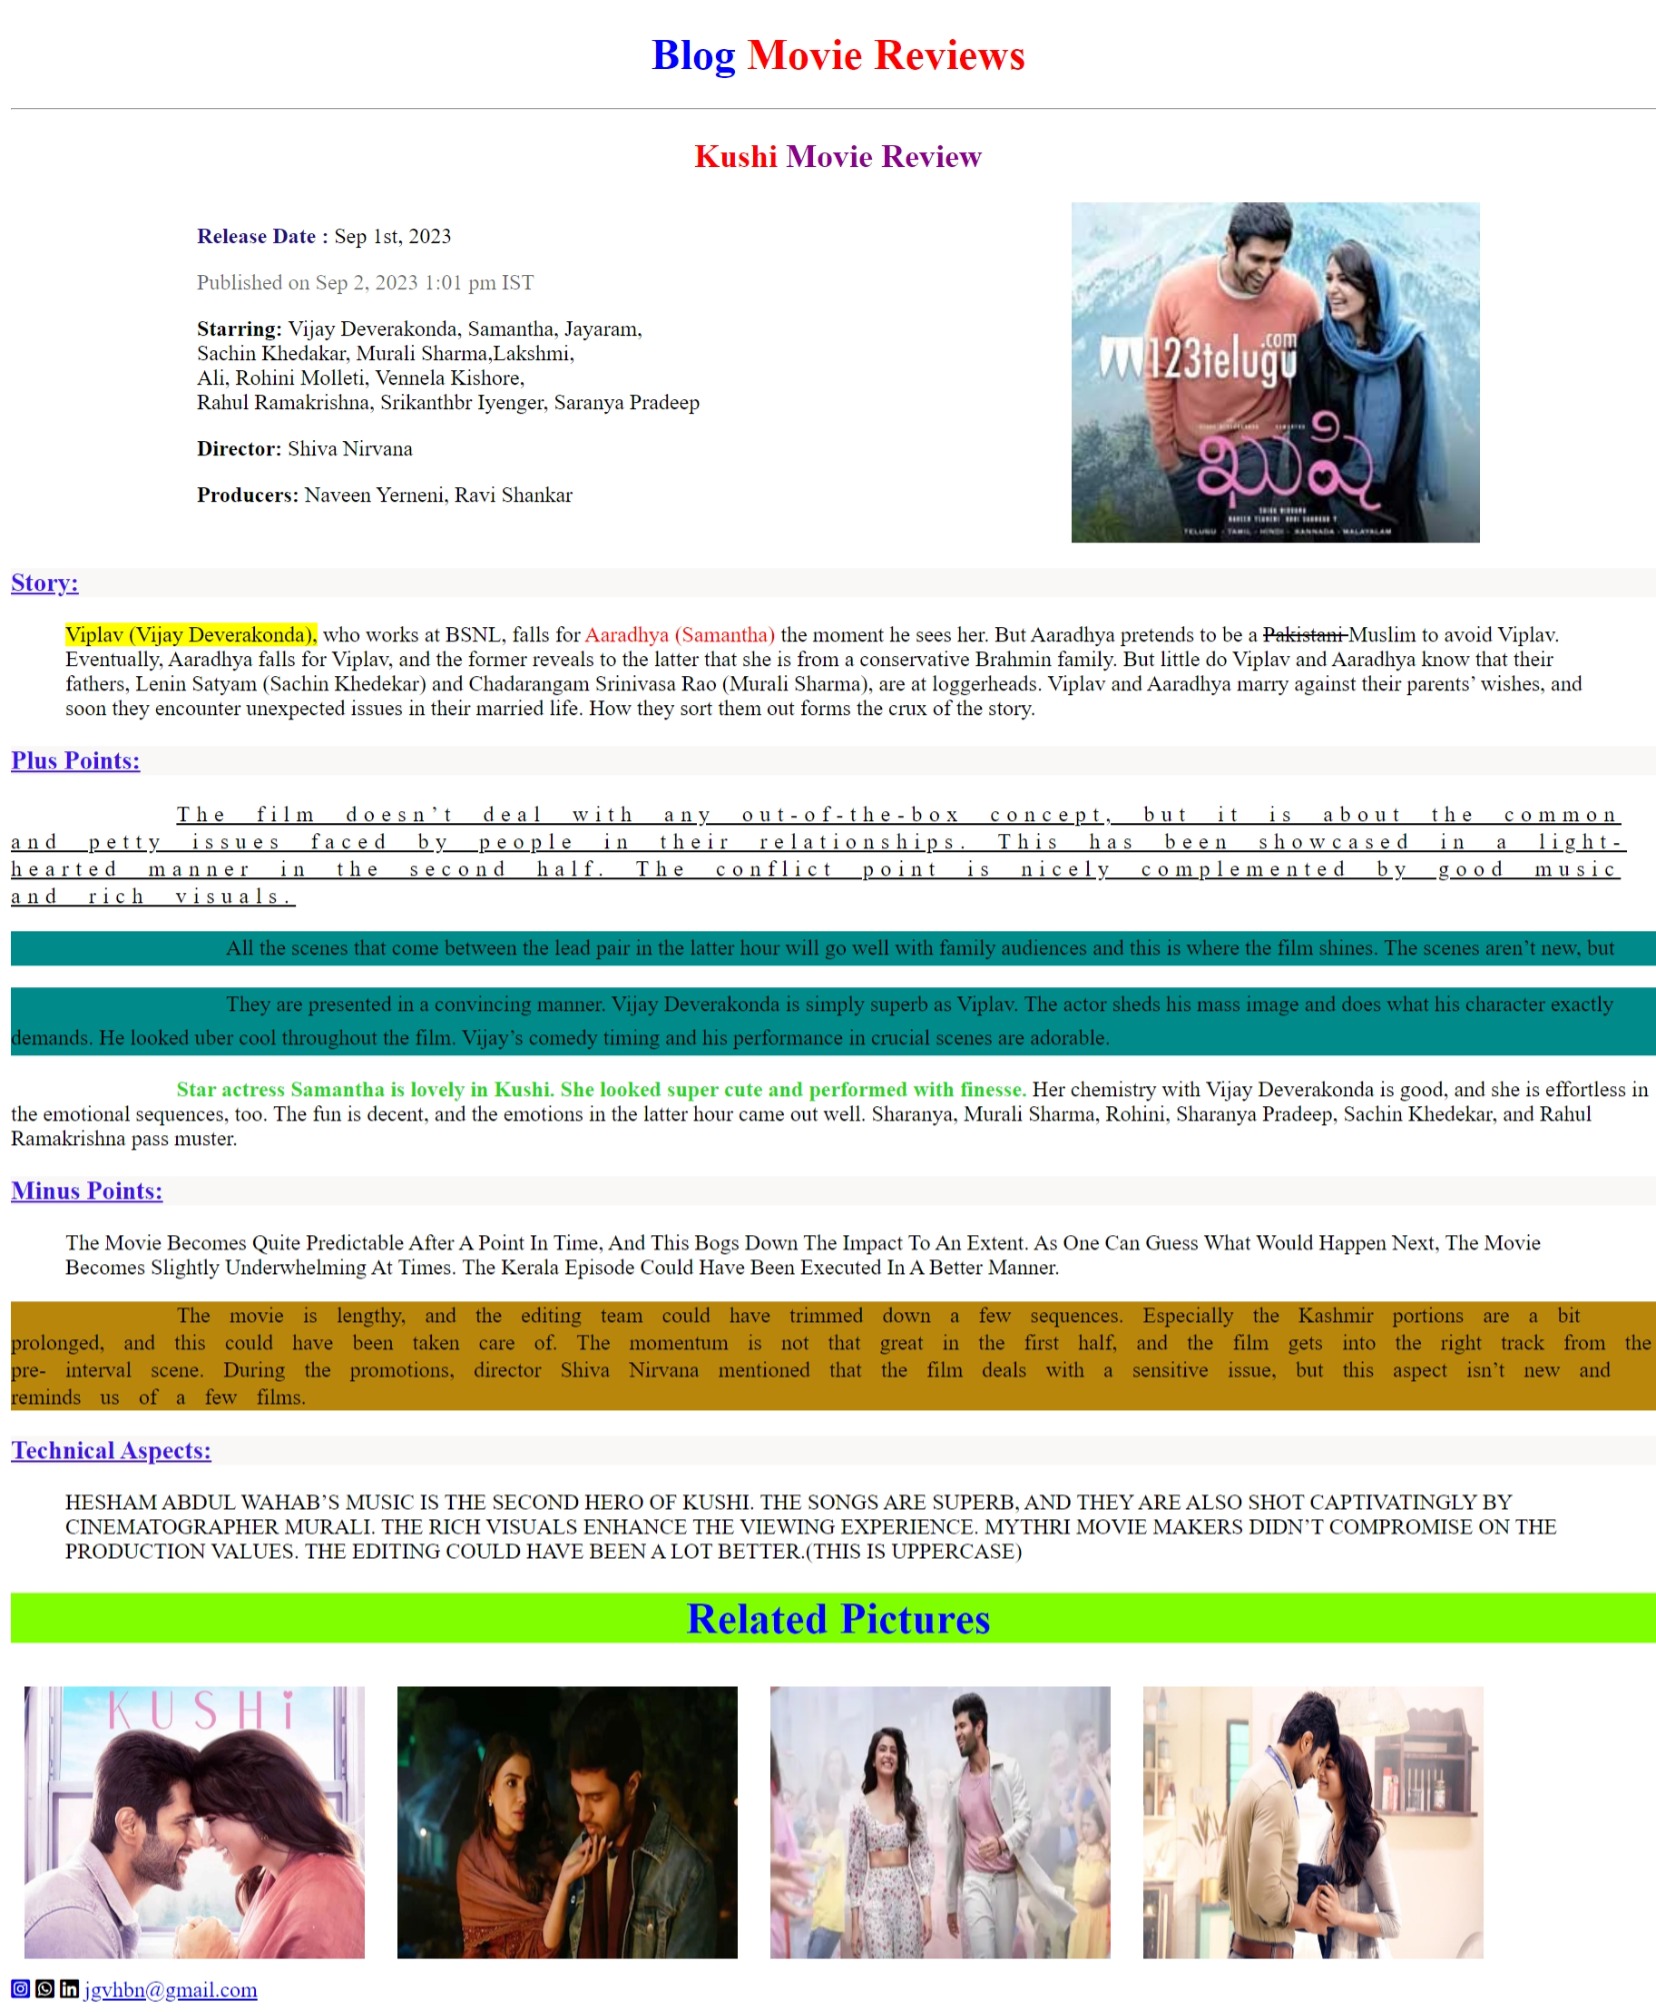 Blog Movie Reviews
Kushi Movie Review
Release Date : Sep 1st, 2023
Published on Sep 2, 2023 1:01 pm IST
Starring: Vijay Deverakonda, Samantha, Jayaram,
Sachin Khedakar, Murali Sharma,Lakshmi,
Ali, Rohini Molleti, Vennela Kishore,
Rahul Ramakrishna, Srikanthbr Iyenger, Saranya Pradeep
Director: Shiva Nirvana
Producers: Naveen Yerneni, Ravi Shankar
123telugu.com
ఖుషి
SHIVA NIRVANA
NAVEEN YERNENI RAVI SHANKAR Y
TELUGU - TAMIL - HINDI - KANNADA - MALAYALAM
Story:
Viplav (Vijay Deverakonda), who works at BSNL, falls for Aaradhya (Samantha) the moment he sees her. But Aaradhya pretends to be a Pakistani Muslim to avoid Viplav.
Eventually, Aaradhya falls for Viplav, and the former reveals to the latter that she is from a conservative Brahmin family. But little do Viplav and Aaradhya know that their
fathers, Lenin Satyam (Sachin Khedekar) and Chadarangam Srinivasa Rao (Murali Sharma), are at loggerheads. Viplav and Aaradhya marry against their parents’ wishes, and
soon they encounter unexpected issues in their married life. How they sort them out forms the crux of the story.
Plus Points:
The film doesn’t deal with any out-of-the-box concept, but it is about the common
and petty issues faced by people in their relationships. This has been showcased in a light-
hearted manner in the second half. The conflict point is nicely complemented by good music
and rich visuals.
All the scenes that come between the lead pair in the latter hour will go well with family audiences and this is where the film shines. The scenes aren’t new, but
They are presented in a convincing manner. Vijay Deverakonda is simply superb as Viplav. The actor sheds his mass image and does what his character exactly
demands. He looked uber cool throughout the film. Vijay’s comedy timing and his performance in crucial scenes are adorable.
Star actress Samantha is lovely in Kushi. She looked super cute and performed with finesse. Her chemistry with Vijay Deverakonda is good, and she is effortless in
the emotional sequences, too. The fun is decent, and the emotions in the latter hour came out well. Sharanya, Murali Sharma, Rohini, Sharanya Pradeep, Sachin Khedekar, and Rahul
Ramakrishna pass muster.
Minus Points:
The Movie Becomes Quite Predictable After A Point In Time, And This Bogs Down The Impact To An Extent. As One Can Guess What Would Happen Next, The Movie
Becomes Slightly Underwhelming At Times. The Kerala Episode Could Have Been Executed In A Better Manner.
The movie is lengthy, and the editing team could have trimmed down a few sequences. Especially the Kashmir portions are a bit
prolonged, and this could have been taken care of. The momentum is not that great in the first half, and the film gets into the right track from the
pre- interval scene. During the promotions, director Shiva Nirvana mentioned that the film deals with a sensitive issue, but this aspect isn’t new and
reminds us of a few films.
Technical Aspects:
HESHAM ABDUL WAHAB’S MUSIC IS THE SECOND HERO OF KUSHI. THE SONGS ARE SUPERB, AND THEY ARE ALSO SHOT CAPTIVATINGLY BY
CINEMATOGRAPHER MURALI. THE RICH VISUALS ENHANCE THE VIEWING EXPERIENCE. MYTHRI MOVIE MAKERS DIDN’T COMPROMISE ON THE
PRODUCTION VALUES. THE EDITING COULD HAVE BEEN A LOT BETTER.(THIS IS UPPERCASE)
Related Pictures
KUSHi
in jgvhbn@gmail.com